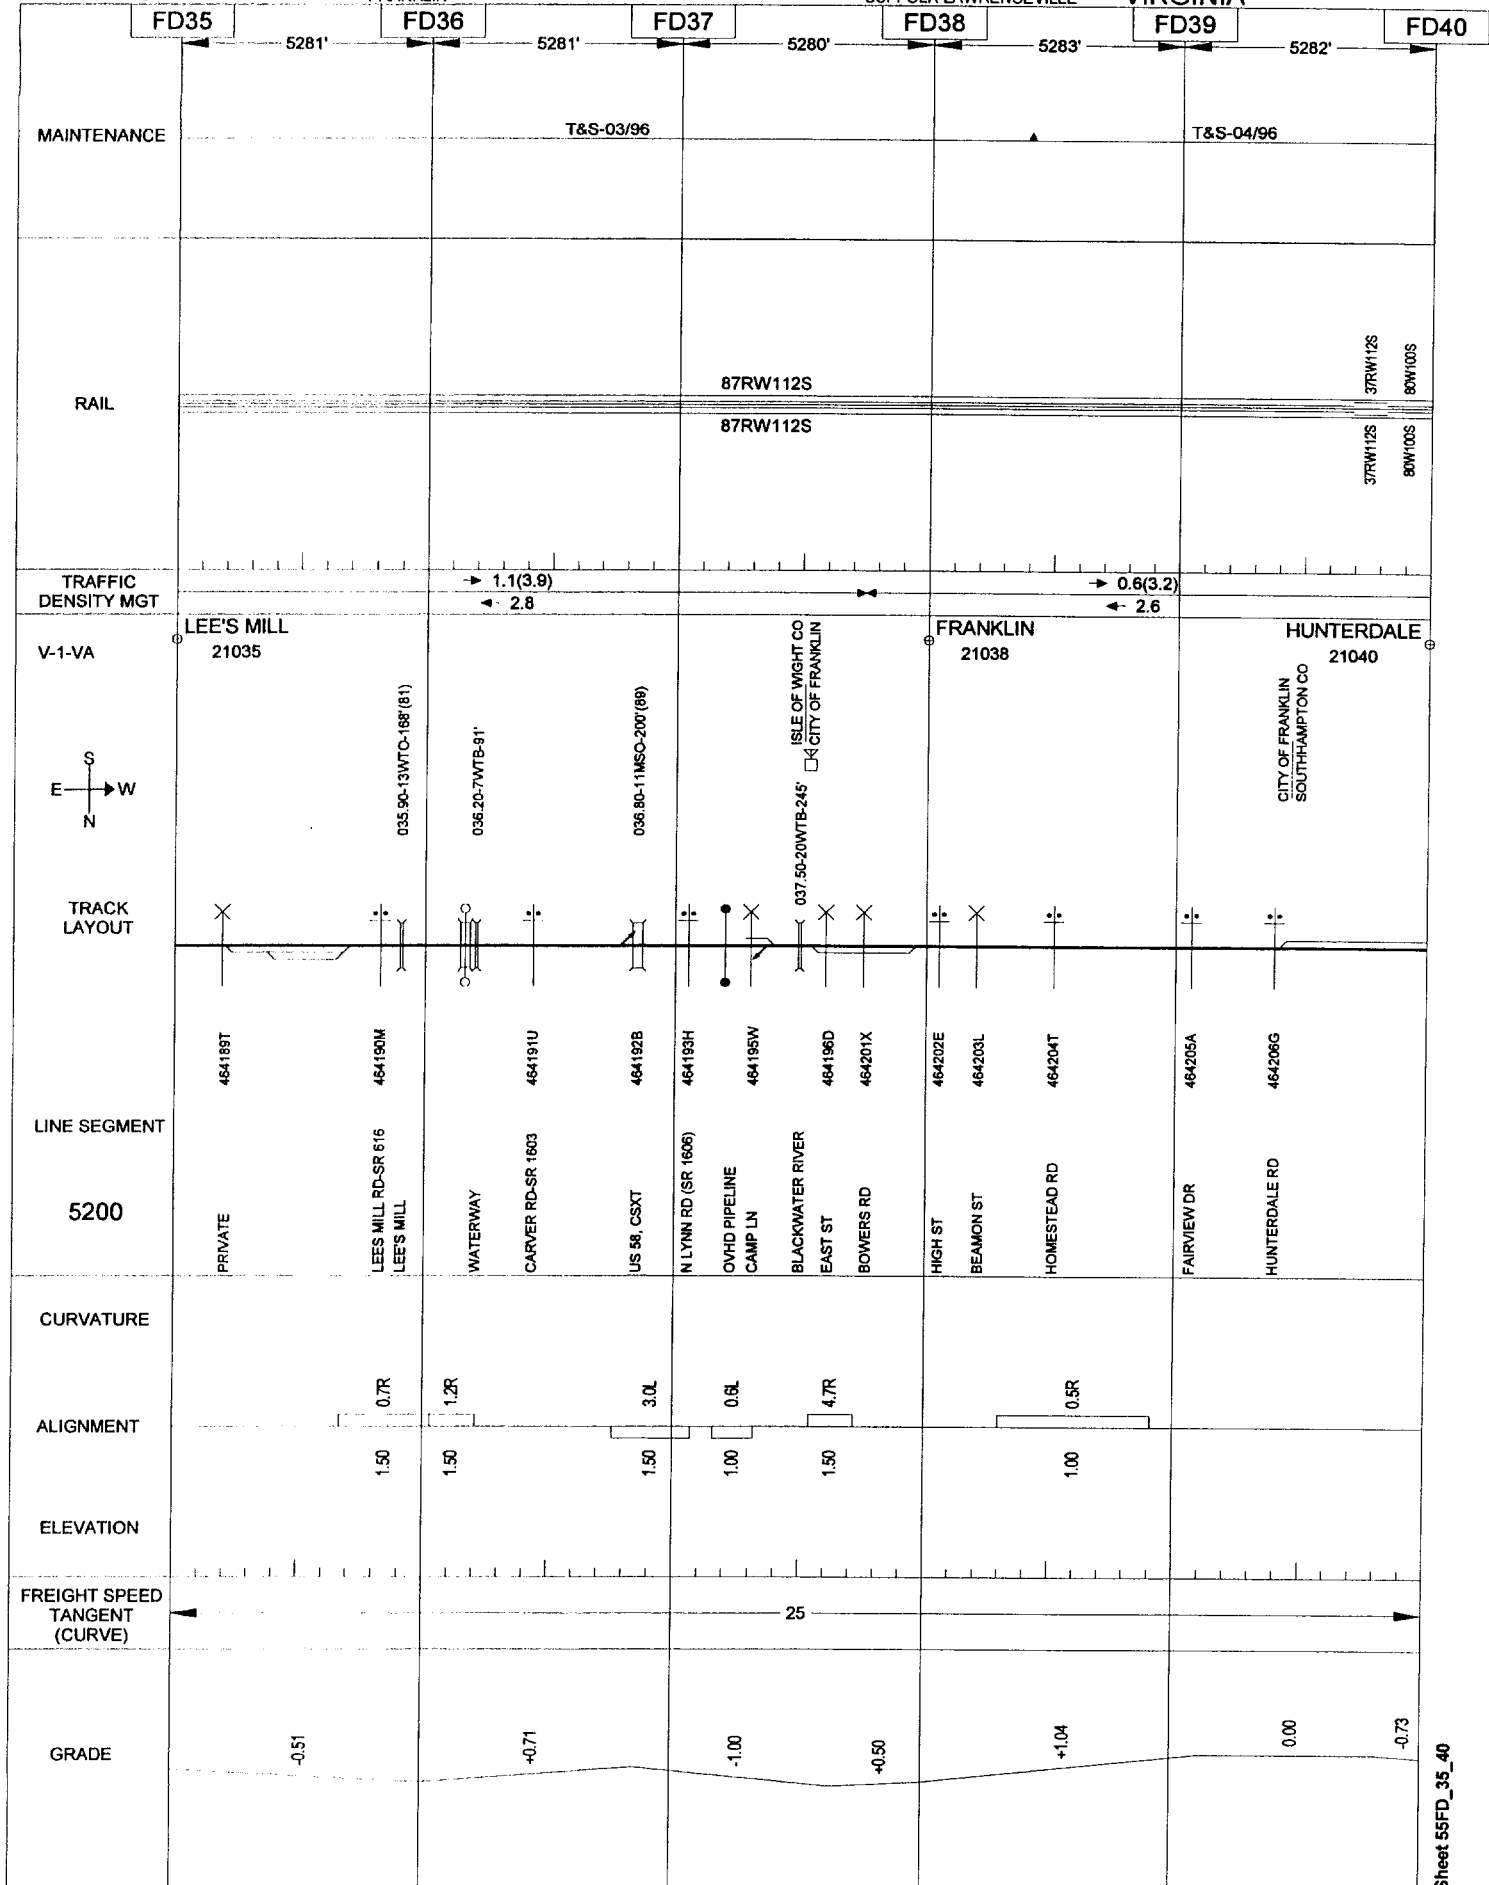 VIRGINIA
FD35
FD36
FD37
FD38
FD39
FD40
5281'
5281'
5280'
5283'
5282'
MAINTENANCE
T&S-03/96
T&S-04/96
RAIL
87RW112S
87RW112S
37RW112S
80W100S
37RW112S
80W100S
TRAFFIC
DENSITY MGT
1.1(3.9)
2.8
0.6(3.2)
2.6
V-1-VA
LEE'S MILL
21035
FRANKLIN
21038
HUNTERDALE
21040
S
E
W
N
035.90-13WTO-168'(81)
036.20-7WTB-91'
036.80-11MSO-200'(89)
037.50-20WTB-245'
ISLE OF WIGHT CO
CITY OF FRANKLIN
CITY OF FRANKLIN
SOUTHHAMPTON CO
TRACK
LAYOUT
464189T
464190M
464191U
464192B
464193H
464195W
464196D
464201X
464202E
464203L
464204T
464205A
464206G
LINE SEGMENT
5200
PRIVATE
LEES MILL RD-SR 616
LEE'S MILL
WATERWAY
CARVER RD-SR 1603
US 58, CSXT
N LYNN RD (SR 1606)
OVHD PIPELINE
CAMP LN
BLACKWATER RIVER
EAST ST
BOWERS RD
HIGH ST
BEAMON ST
HOMESTEAD RD
FAIRVIEW DR
HUNTERDALE RD
CURVATURE
0.7R
1.2R
3.0L
0.6L
4.7R
0.5R
ALIGNMENT
1.50
1.50
1.50
1.00
1.50
1.00
ELEVATION
FREIGHT SPEED
TANGENT
(CURVE)
25
GRADE
-0.51
+0.71
-1.00
+0.50
+1.04
0.00
-0.73
Sheet 55FD_35_40